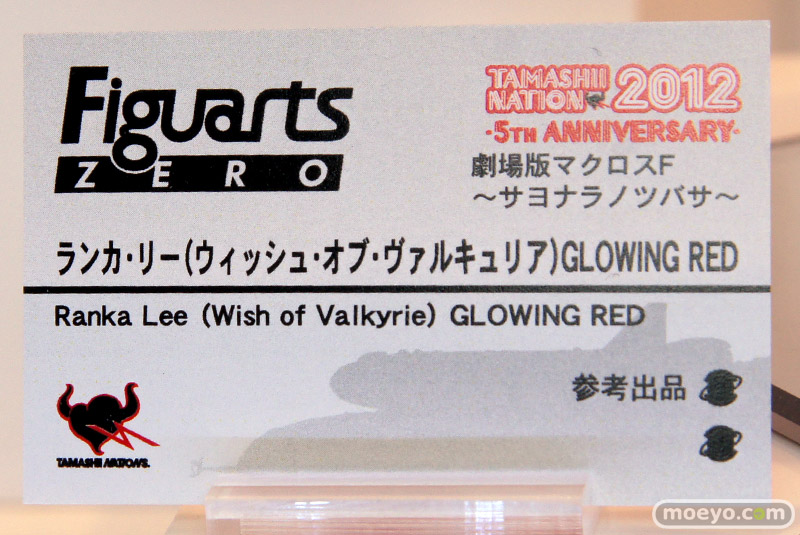 Figuarts
ZERO
TAMASHII
NATION 2012
·5TH ANNIVERSARY·
劇場版マクロスF
～サヨナラノツバサ～
ランカ・リー(ウィッシュ・オブ・ヴァルキュリア)GLOWING RED
Ranka Lee (Wish of Valkyrie) GLOWING RED
参考出品
TAMASHII NATIONS.
moeyo.com